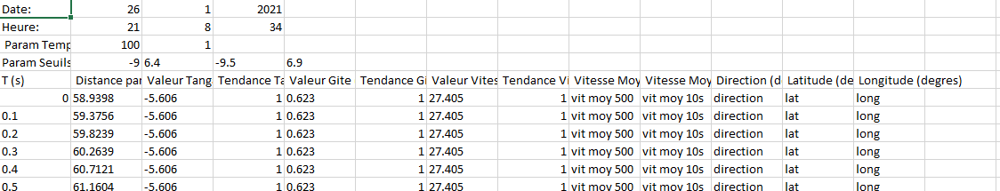 Date: 26 1 2021
Heure: 21 8 34
Param Temp 100 1
Param Seuils -9 6.4 -9.5 6.9
T (s) Distance par Valeur Tang Tendance Ta Valeur Gite Tendance Gi Valeur Vites Tendance Vi Vitesse Moy Vitesse Moy Direction (d Latitude (de Longitude (degres)
0 58.9398 -5.606 1 0.623 1 27.405 1 vit moy 500 vit moy 10s direction lat long
0.1 59.3756 -5.606 1 0.623 1 27.405 1 vit moy 500 vit moy 10s direction lat long
0.2 59.8239 -5.606 1 0.623 1 27.405 1 vit moy 500 vit moy 10s direction lat long
0.3 60.2639 -5.606 1 0.623 1 27.405 1 vit moy 500 vit moy 10s direction lat long
0.4 60.7121 -5.606 1 0.623 1 27.405 1 vit moy 500 vit moy 10s direction lat long
0.5 61.1604 -5.606 1 0.623 1 27.405 1 vit moy 500 vit moy 10s direction lat long